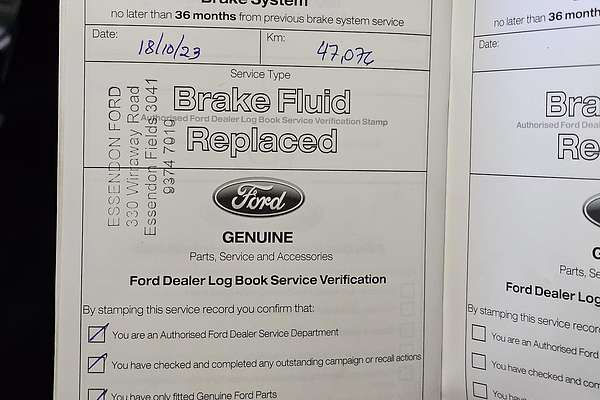 Brake System
no later than 36 months from previous brake system service
Date: 18/10/23
Km:
Service Type
Brake Fluid
Authorised Ford Dealer Log Book Service Verification Stamp
Replaced
ESSENDON FORD
330 Wirraway Road
Essendon Fields 3041
9374 7010
Ford
GENUINE
Parts, Service and Accessories
Ford Dealer Log Book Service Verification
By stamping this service record you confirm that:
You are an Authorised Ford Dealer Service Department
You have checked and completed any outstanding campaign or recall actions
You have only fitted Genuine Ford Parts
no later than 36 month
Date:
Bra
Authorised Ford Dea
Re
G
Parts, Se
Ford Dealer Log
By stamping this service record
You are an Authorised F
You have checked and com
You have only fitted